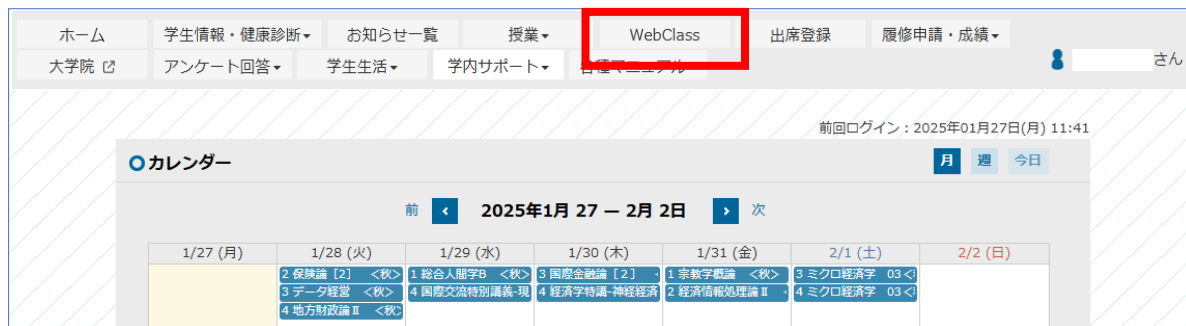 ホーム 学生情報・健康診断▾ お知らせ一覧 授業▾ WebClass 出席登録 履修申請・成績▾
大学院 アンケート回答▾ 学生生活▾ 学内サポート▾ 各種マニュアル さん
前回ログイン：2025年01月27日(月) 11:41
カレンダー 月 週 今日
前 ‹ 2025年1月 27 — 2月 2日 › 次
1/27 (月) 1/28 (火) 1/29 (水) 1/30 (木) 1/31 (金) 2/1 (土) 2/2 (日)
2 保険論［2］ <秋> 1 総合人間学B <秋> 3 国際金融論［2］ 1 宗教学概論 <秋> 3 ミクロ経済学 03
3 データ経営 <秋> 4 国際交流特別講義-現 4 経済学特講-神経経済 2 経済情報処理論Ⅱ 4 ミクロ経済学 03
4 地方財政論Ⅱ <秋>